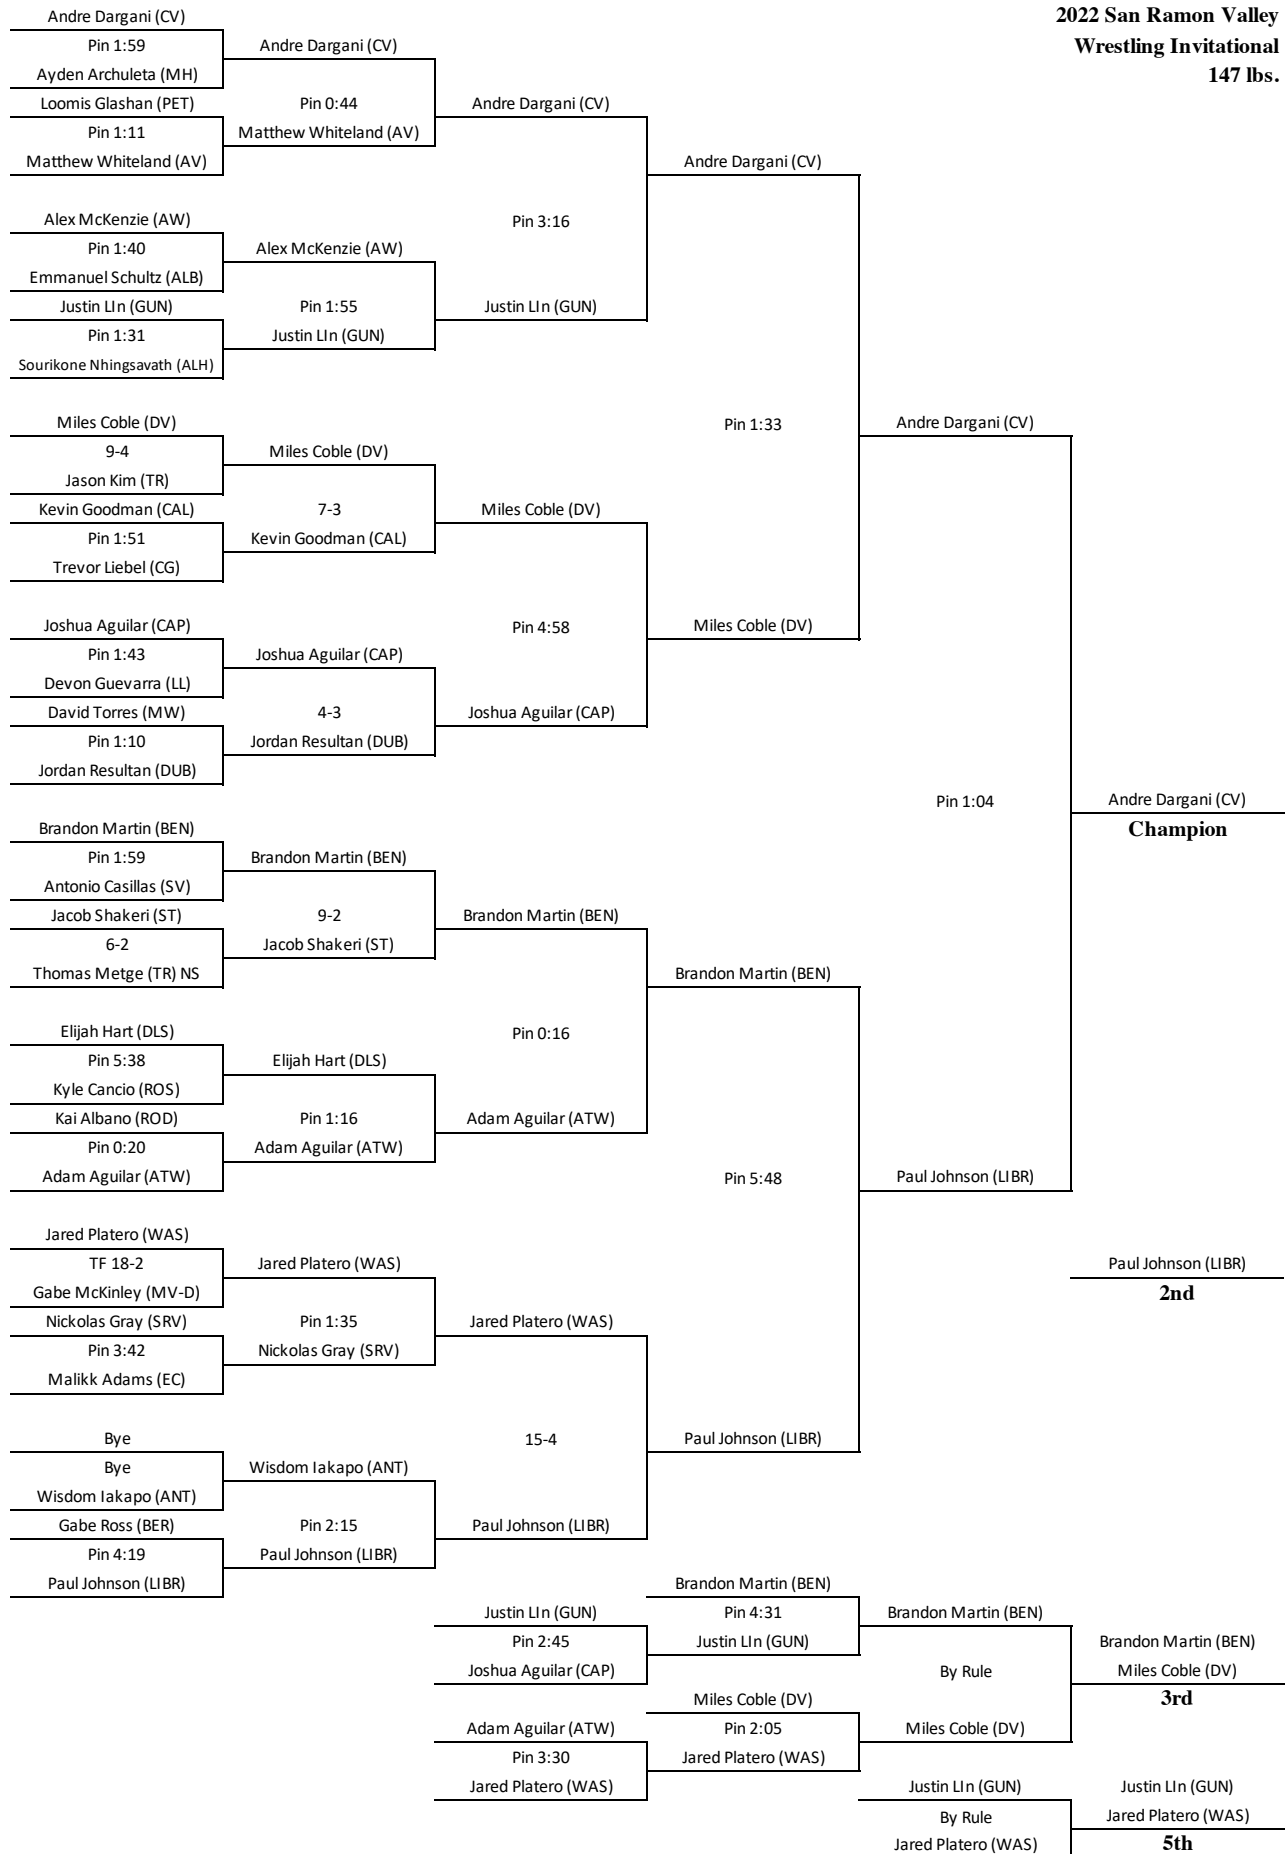 2022 San Ramon Valley
Wrestling Invitational
147 lbs.
Andre Dargani (CV)
Pin 1:59
Ayden Archuleta (MH)
Loomis Glashan (PET)
Pin 1:11
Matthew Whiteland (AV)
Alex McKenzie (AW)
Pin 1:40
Emmanuel Schultz (ALB)
Justin LIn (GUN)
Pin 1:31
Sourikone Nhingsavath (ALH)
Miles Coble (DV)
9-4
Jason Kim (TR)
Kevin Goodman (CAL)
Pin 1:51
Trevor Liebel (CG)
Joshua Aguilar (CAP)
Pin 1:43
Devon Guevarra (LL)
David Torres (MW)
Pin 1:10
Jordan Resultan (DUB)
Brandon Martin (BEN)
Pin 1:59
Antonio Casillas (SV)
Jacob Shakeri (ST)
6-2
Thomas Metge (TR) NS
Elijah Hart (DLS)
Pin 5:38
Kyle Cancio (ROS)
Kai Albano (ROD)
Pin 0:20
Adam Aguilar (ATW)
Jared Platero (WAS)
TF 18-2
Gabe McKinley (MV-D)
Nickolas Gray (SRV)
Pin 3:42
Malikk Adams (EC)
Bye
Bye
Wisdom Iakapo (ANT)
Gabe Ross (BER)
Pin 4:19
Paul Johnson (LIBR)
Andre Dargani (CV)
Pin 0:44
Matthew Whiteland (AV)
Alex McKenzie (AW)
Pin 1:55
Justin LIn (GUN)
Miles Coble (DV)
7-3
Kevin Goodman (CAL)
Joshua Aguilar (CAP)
4-3
Jordan Resultan (DUB)
Brandon Martin (BEN)
9-2
Jacob Shakeri (ST)
Elijah Hart (DLS)
Pin 1:16
Adam Aguilar (ATW)
Jared Platero (WAS)
Pin 1:35
Nickolas Gray (SRV)
Wisdom Iakapo (ANT)
Pin 2:15
Paul Johnson (LIBR)
Andre Dargani (CV)
Pin 3:16
Justin LIn (GUN)
Miles Coble (DV)
Pin 4:58
Joshua Aguilar (CAP)
Brandon Martin (BEN)
Pin 0:16
Adam Aguilar (ATW)
Jared Platero (WAS)
15-4
Paul Johnson (LIBR)
Andre Dargani (CV)
Pin 1:33
Miles Coble (DV)
Brandon Martin (BEN)
Pin 5:48
Paul Johnson (LIBR)
Andre Dargani (CV)
Pin 1:04
Paul Johnson (LIBR)
Andre Dargani (CV)
Champion
Paul Johnson (LIBR)
2nd
Justin LIn (GUN)
Pin 2:45
Joshua Aguilar (CAP)
Adam Aguilar (ATW)
Pin 3:30
Jared Platero (WAS)
Brandon Martin (BEN)
Pin 4:31
Justin LIn (GUN)
Miles Coble (DV)
Pin 2:05
Jared Platero (WAS)
Brandon Martin (BEN)
By Rule
Miles Coble (DV)
Brandon Martin (BEN)
Miles Coble (DV)
3rd
Justin LIn (GUN)
By Rule
Jared Platero (WAS)
Justin LIn (GUN)
Jared Platero (WAS)
5th